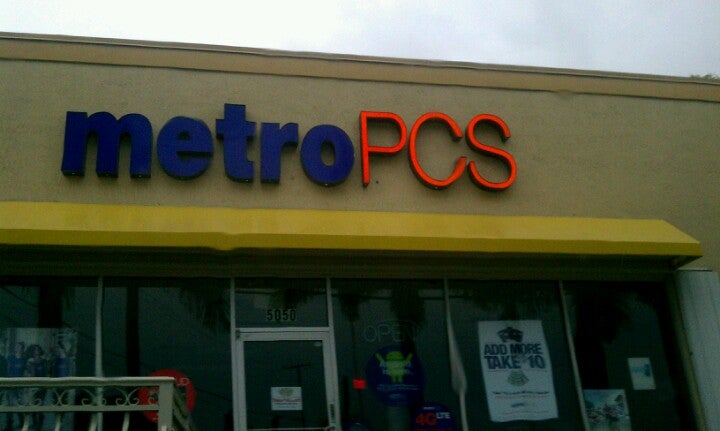 metroPCS
5050
OPEN
ADD MORE
TAKE $10
4G LTE